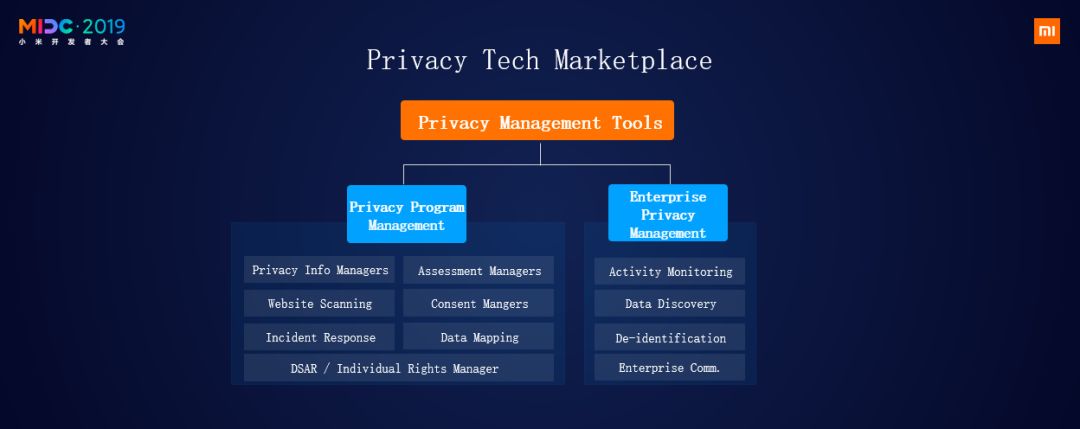 MIDC·2019
小米开发者大会
Privacy Tech Marketplace
Privacy Management Tools
Privacy Program
Management
Enterprise
Privacy
Management
Privacy Info Managers
Assessment Managers
Website Scanning
Consent Mangers
Incident Response
Data Mapping
DSAR / Individual Rights Manager
Activity Monitoring
Data Discovery
De-identification
Enterprise Comm.